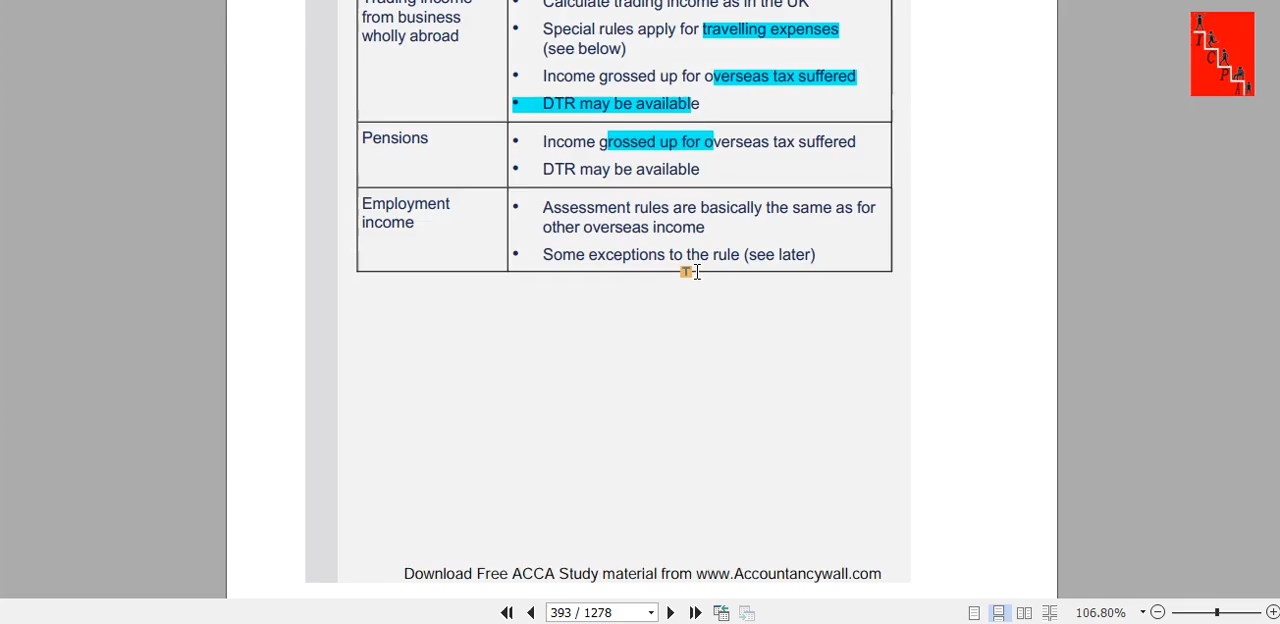 Trading income
from business
wholly abroad
• Calculate trading income as in the UK
• Special rules apply for travelling expenses
(see below)
• Income grossed up for overseas tax suffered
• DTR may be available
Pensions
• Income grossed up for overseas tax suffered
• DTR may be available
Employment
income
• Assessment rules are basically the same as for
other overseas income
• Some exceptions to the rule (see later)
T
Download Free ACCA Study material from www.Accountancywall.com
I
C
P
A
393 / 1278
106.80%